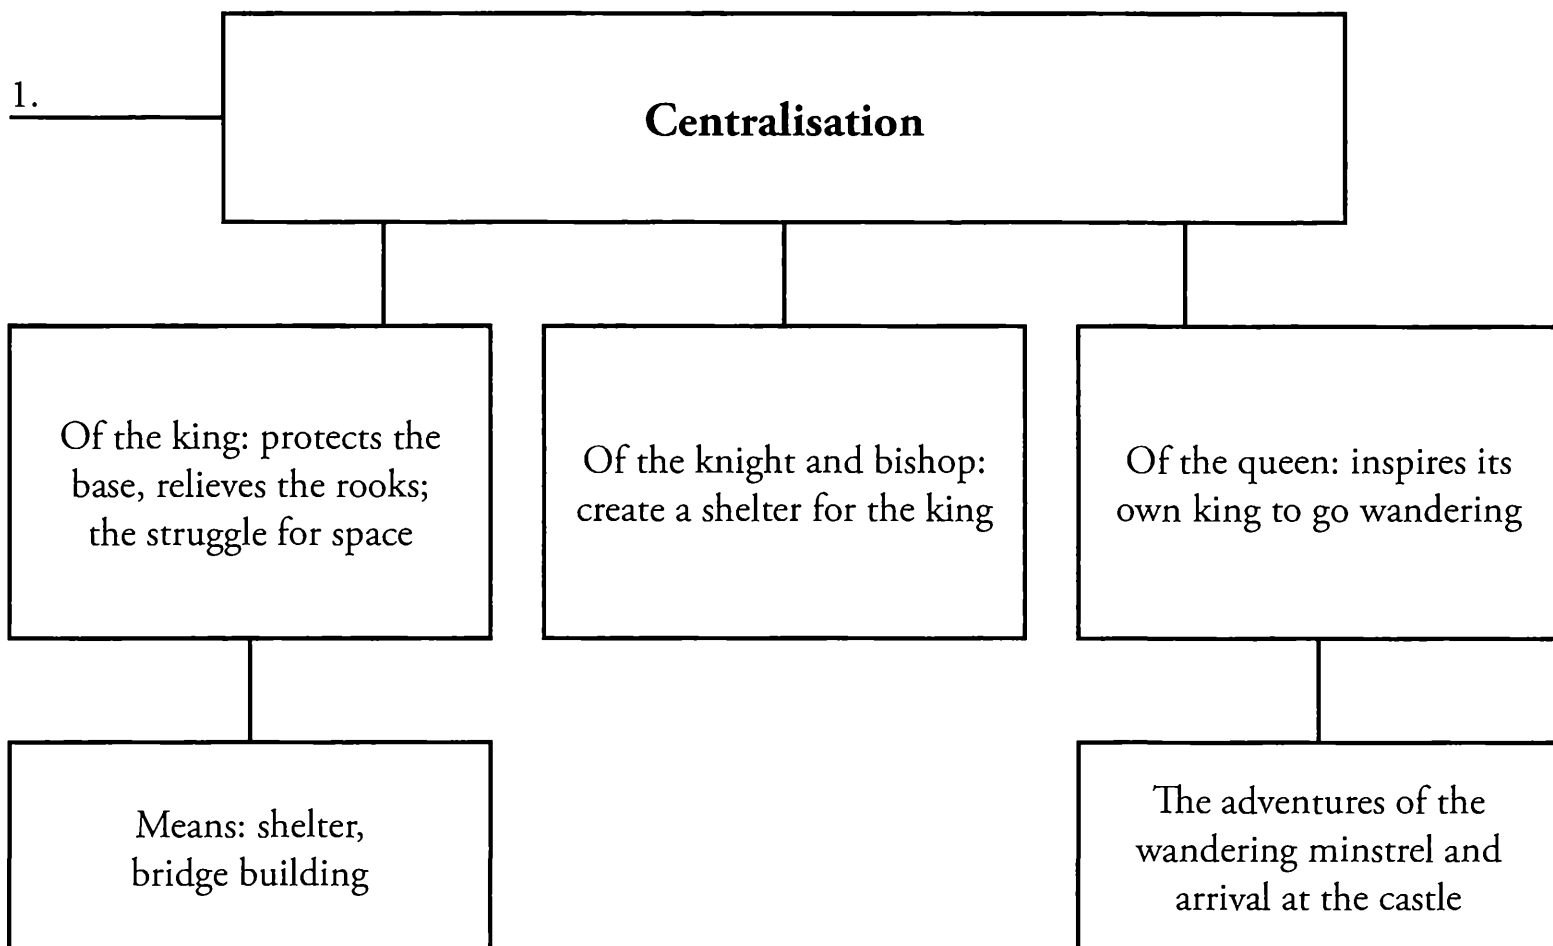 1.
Centralisation
Of the king: protects the
base, relieves the rooks;
the struggle for space
Of the knight and bishop:
create a shelter for the king
Of the queen: inspires its
own king to go wandering
Means: shelter,
bridge building
The adventures of the
wandering minstrel and
arrival at the castle